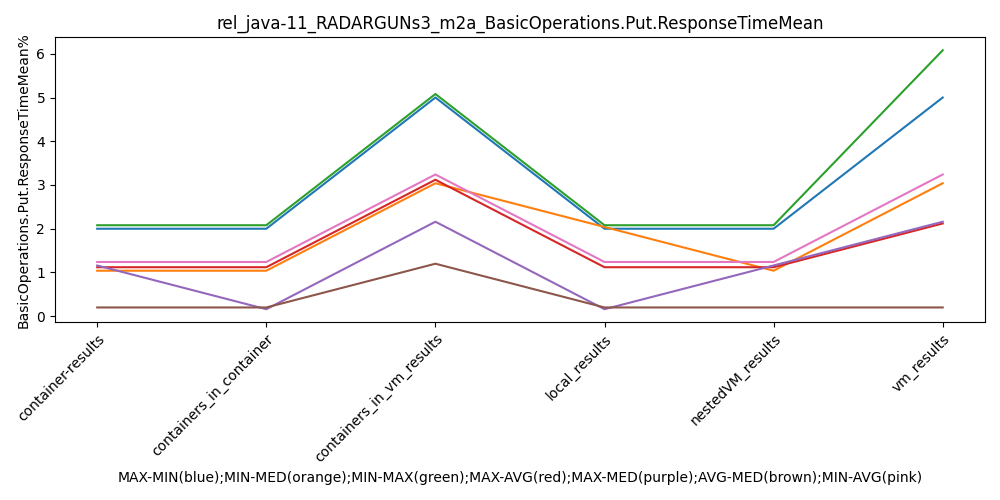 rel_java-11_RADARGUNs3_m2a_BasicOperations.Put.ResponseTimeMean
BasicOperations.Put.ResponseTimeMean%
6
5
4
3
2
1
0
container-results
containers_in_container
containers_in_vm_results
local_results
nestedVM_results
vm_results
MAX-MIN(blue);MIN-MED(orange);MIN-MAX(green);MAX-AVG(red);MAX-MED(purple);AVG-MED(brown);MIN-AVG(pink)